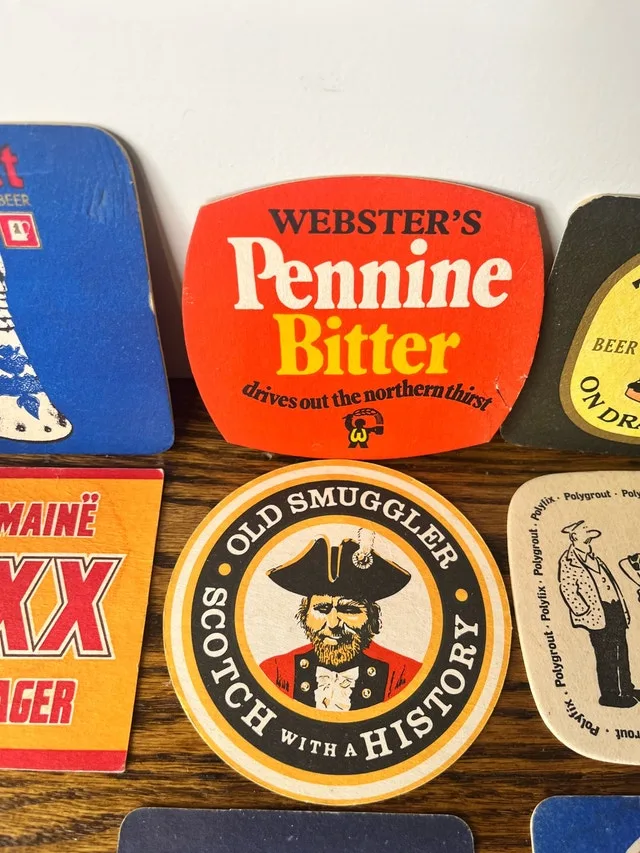 BEER
WEBSTER'S
Pennine
Bitter
drives out the northern thirst
W
BEER
ON DRA
MAINË
XX
AGER
OLD SMUGGLER
SCOTCH WITH A HISTORY
Polyfix · Polygrout · Polyfix · Polygrout · Polyfix · Polygrout · Poly